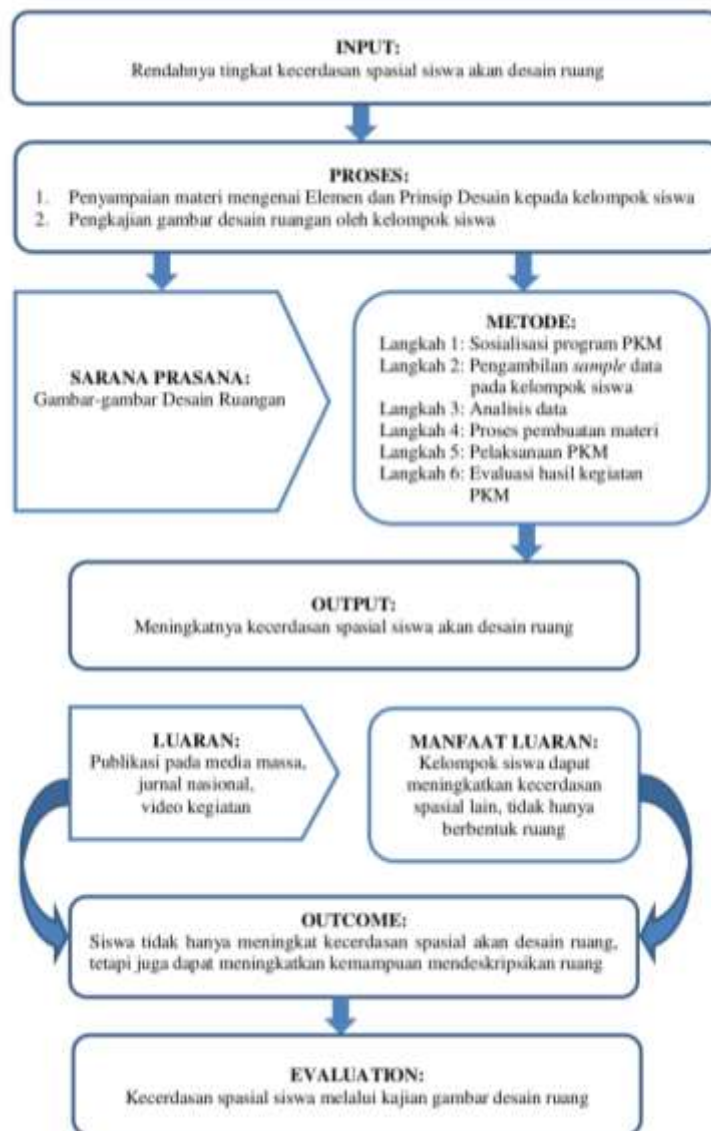 INPUT:
Rendahnya tingkat kecerdasan spasial siswa akan desain ruang
PROSES:
1. Penyampaian materi mengenai Elemen dan Prinsip Desain kepada kelompok siswa
2. Pengkajian gambar desain ruangan oleh kelompok siswa
SARANA PRASANA:
Gambar-gambar Desain Ruangan
METODE:
Langkah 1: Sosialisasi program PKM
Langkah 2: Pengambilan sample data
pada kelompok siswa
Langkah 3: Analisis data
Langkah 4: Proses pembuatan materi
Langkah 5: Pelaksanaan PKM
Langkah 6: Evaluasi hasil kegiatan
PKM
OUTPUT:
Meningkatnya kecerdasan spasial siswa akan desain ruang
LUARAN:
Publikasi pada media massa,
jurnal nasional,
video kegiatan
MANFAAT LUARAN:
Kelompok siswa dapat
meningkatkan kecerdasan
spasial lain, tidak hanya
berbentuk ruang
OUTCOME:
Siswa tidak hanya meningkat kecerdasan spasial akan desain ruang,
tetapi juga dapat meningkatkan kemampuan mendeskripsikan ruang
EVALUATION:
Kecerdasan spasial siswa melalui kajian gambar desain ruang